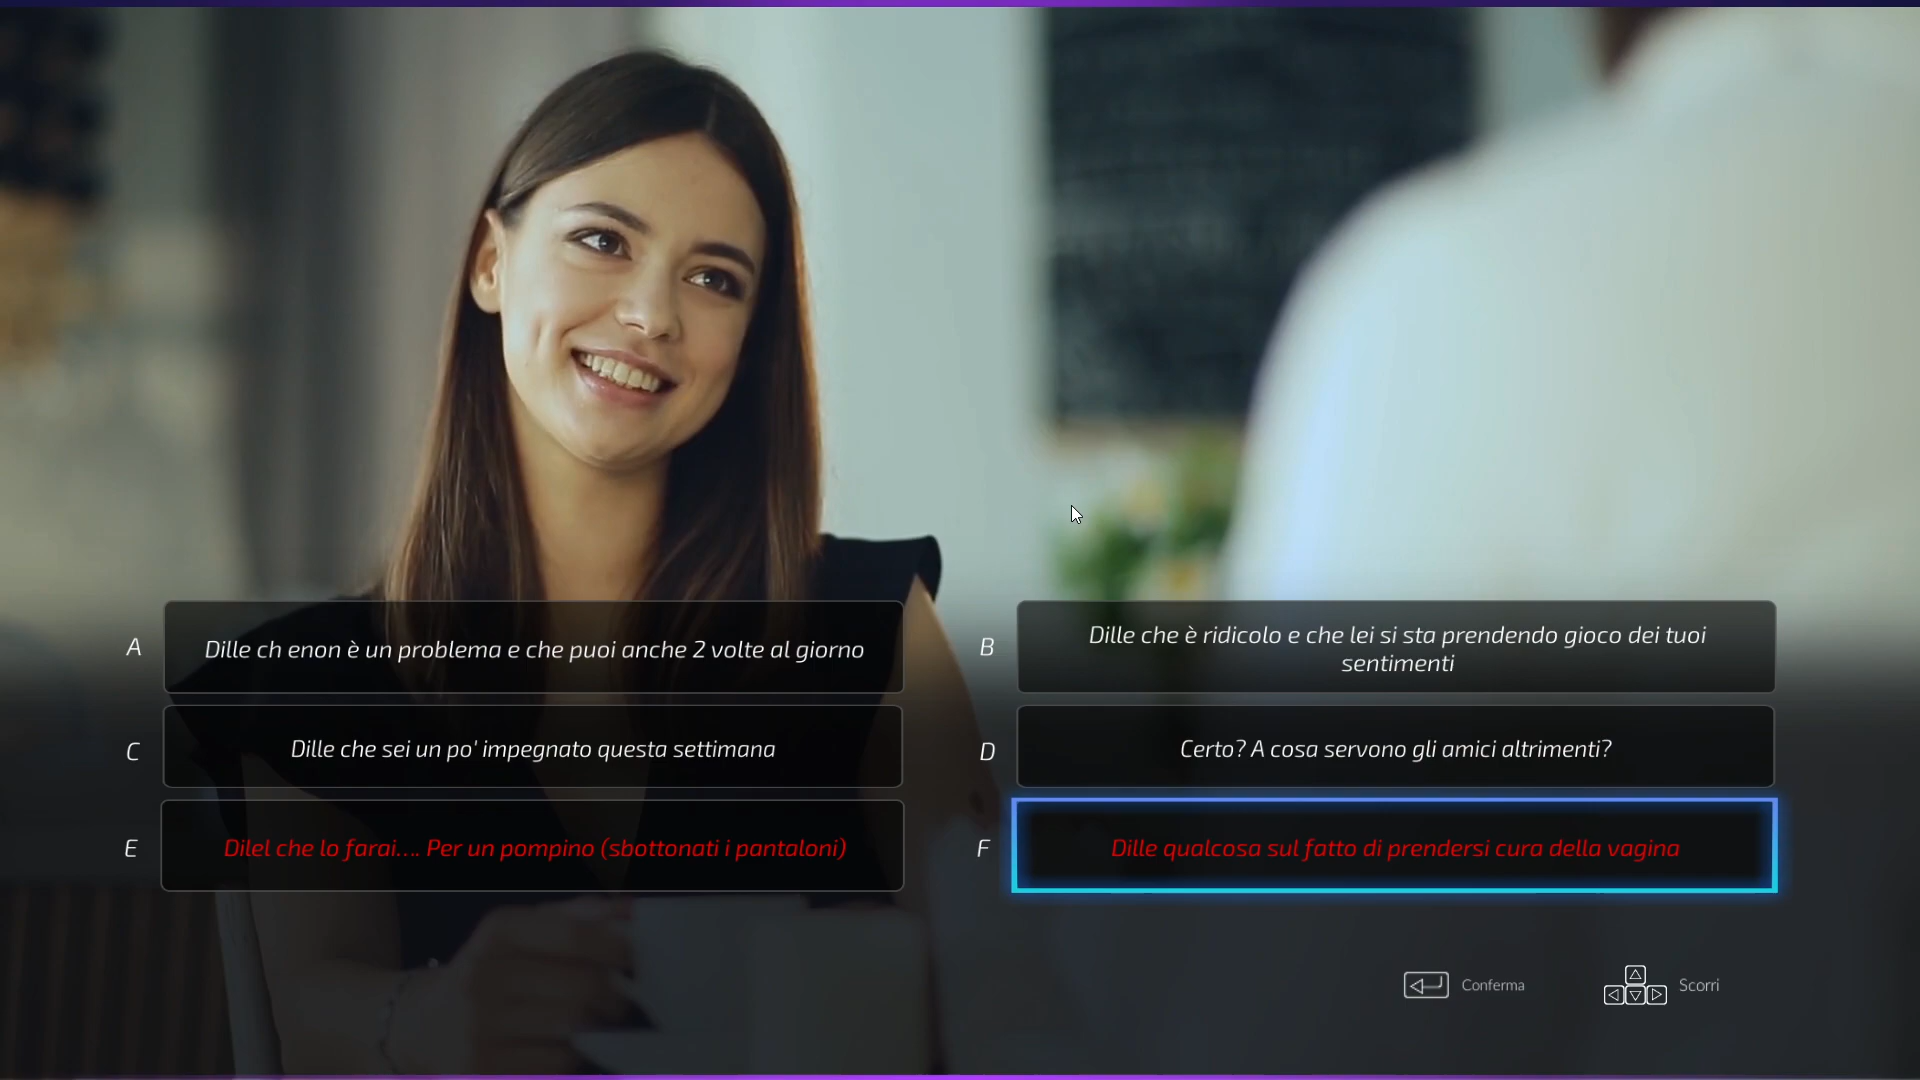 A
Dille ch enon è un problema e che puoi anche 2 volte al giorno
B
Dille che è ridicolo e che lei si sta prendendo gioco dei tuoi
sentimenti
C
Dille che sei un po' impegnato questa settimana
D
Certo? A cosa servono gli amici altrimenti?
E
Dilel che lo farai.... Per un pompino (sbottonati i pantaloni)
F
Dille qualcosa sul fatto di prendersi cura della vagina
Conferma
Scorri